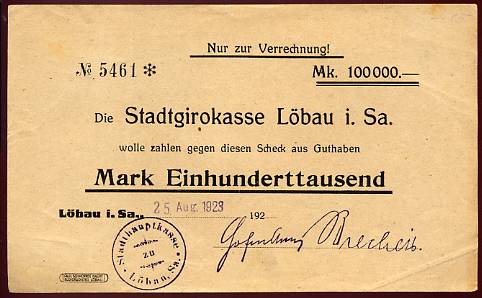 Nur zur Verrechnung!
№ 5461 *
Mk. 100000.—
Die Stadtgirokasse Löbau i. Sa.
wolle zahlen gegen diesen Scheck aus Guthaben
Mark Einhunderttausend
Löbau i. Sa., 25. Aug. 1923 192
Stadthauptkasse
zu
Löbau, Sa.